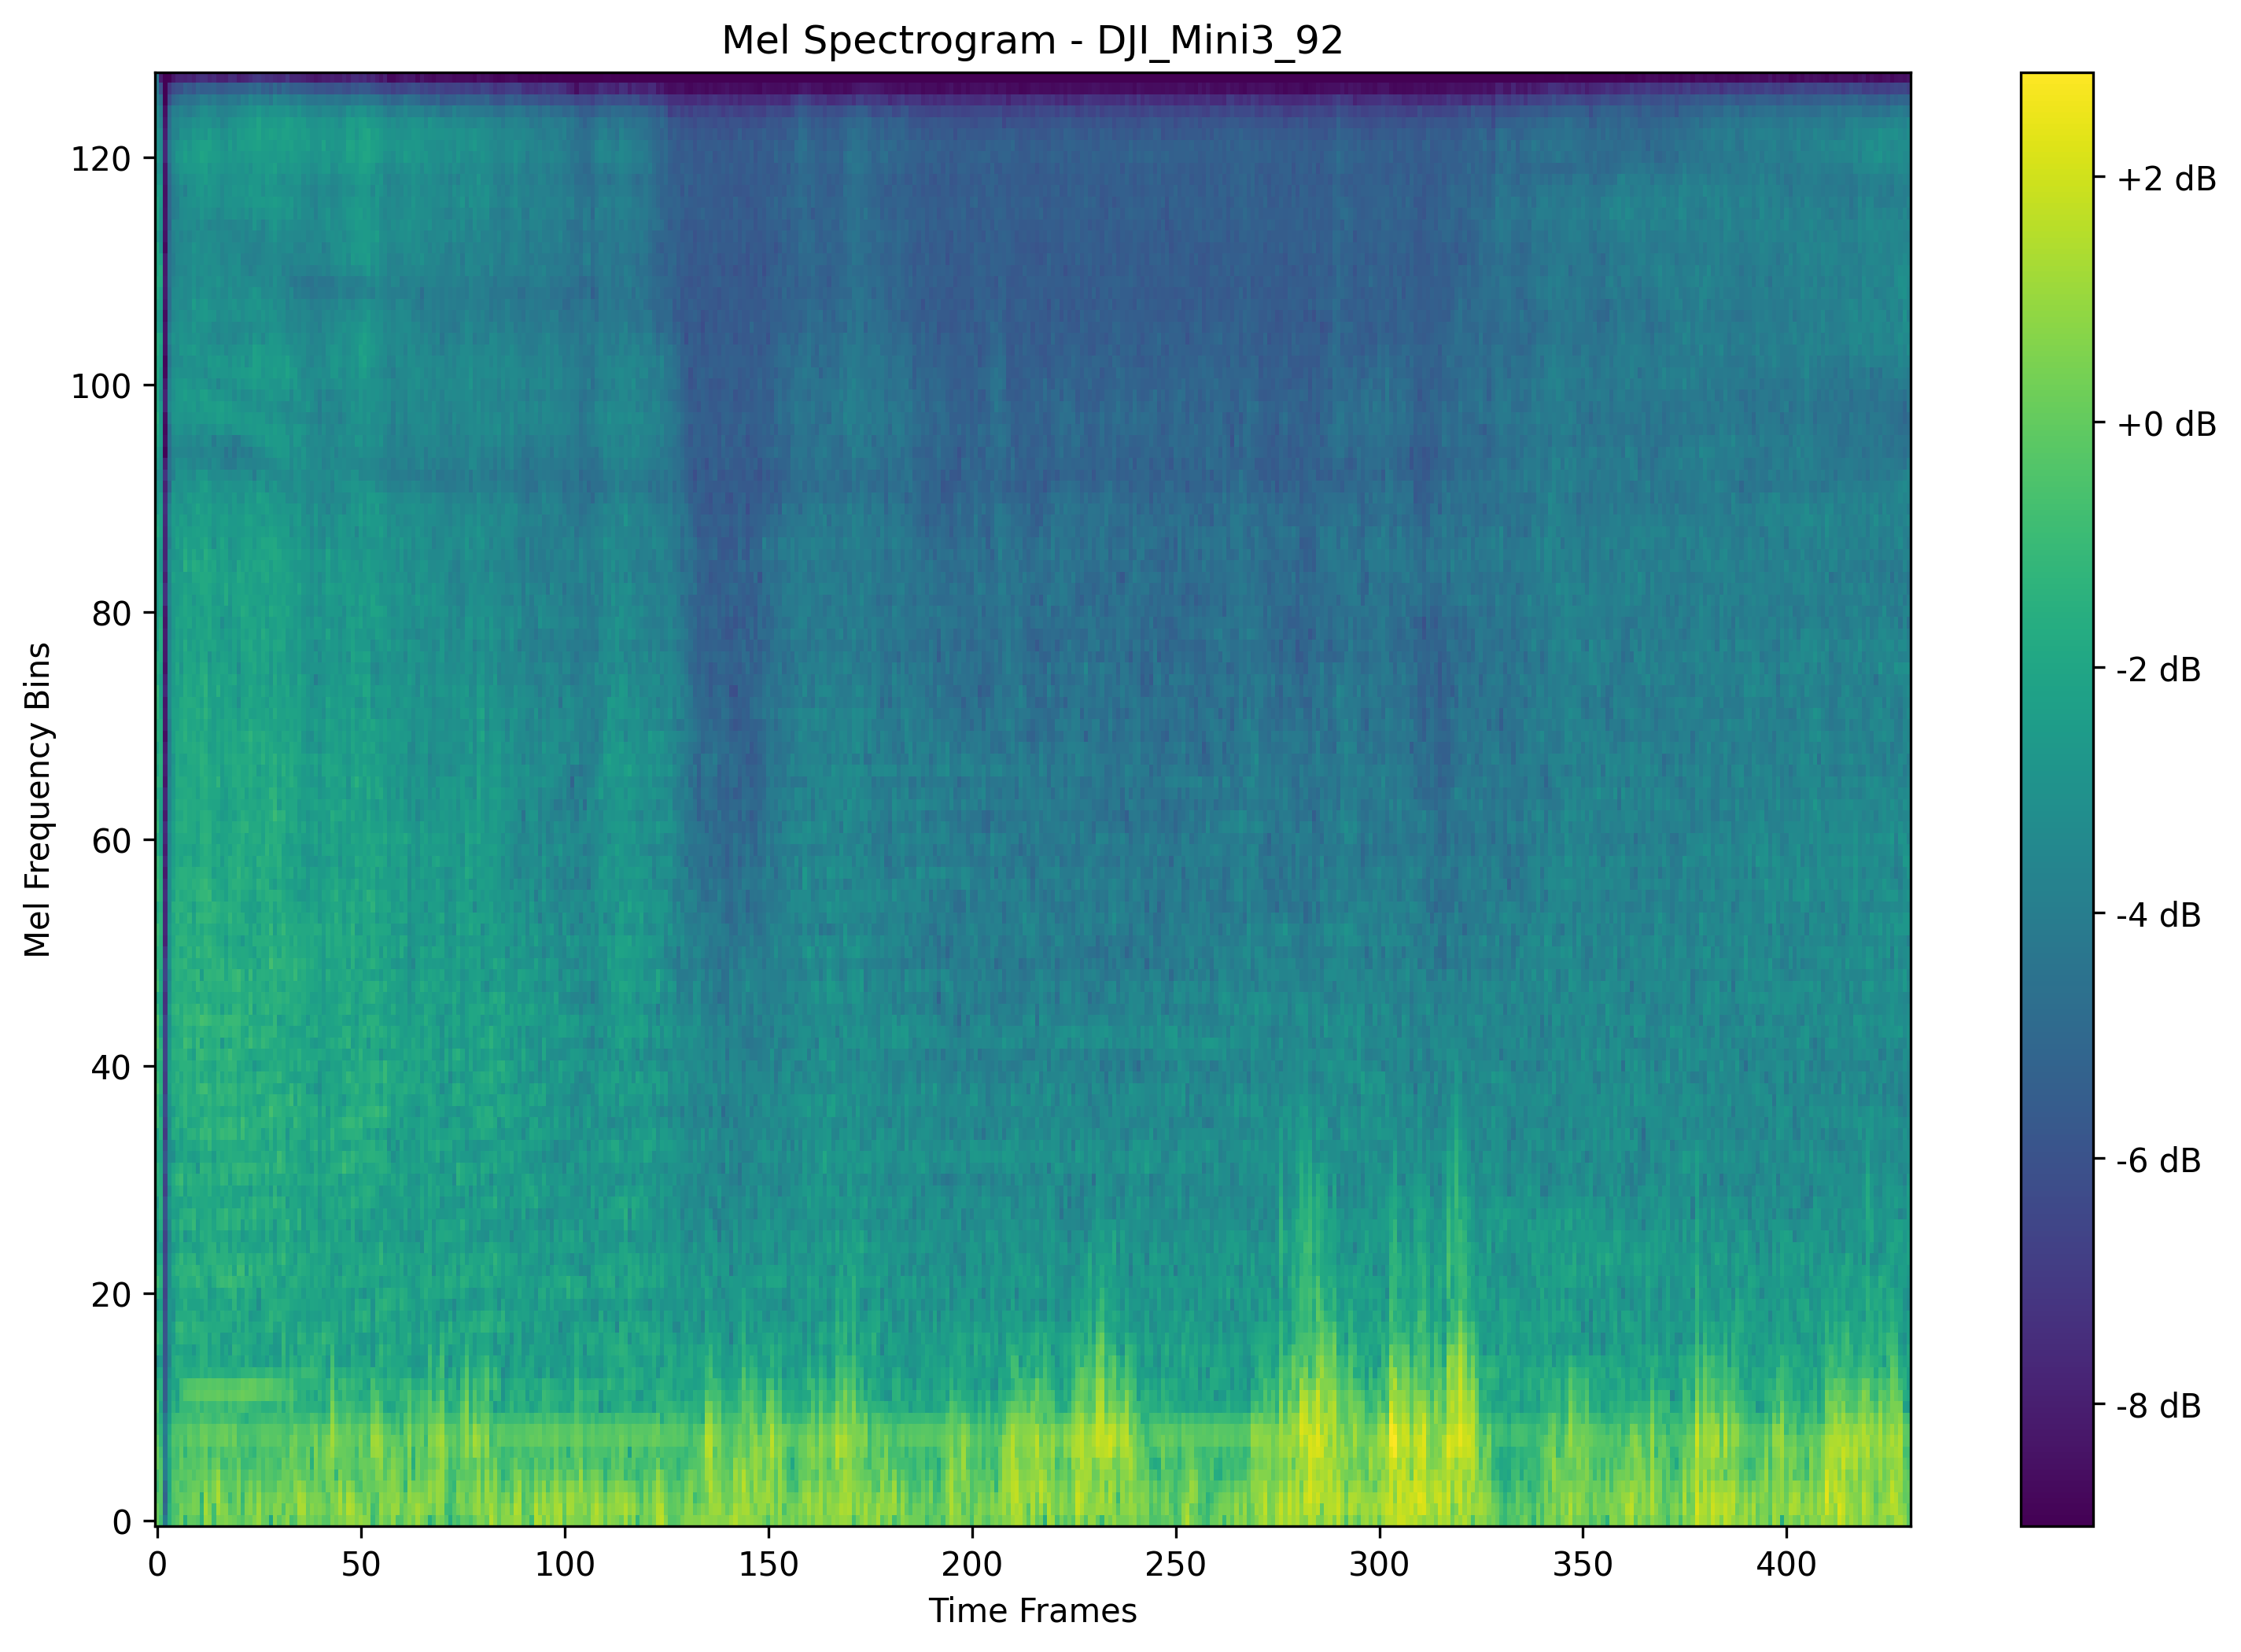 Mel Spectrogram - DJI_Mini3_92
Mel Frequency Bins
120
100
80
60
40
20
0
0 50 100 150 200 250 300 350 400
Time Frames
+2 dB
+0 dB
-2 dB
-4 dB
-6 dB
-8 dB